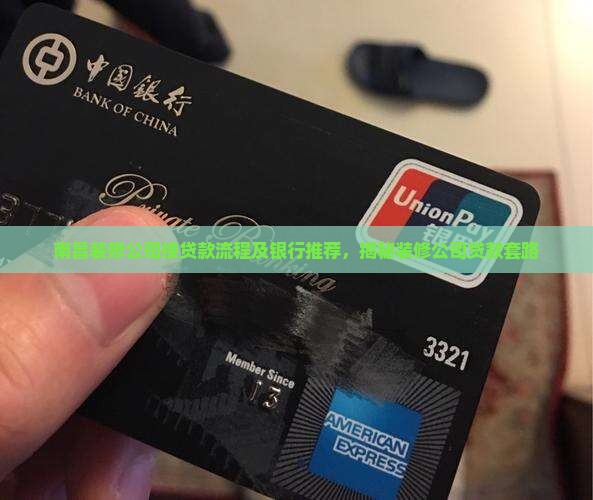 中國銀行
BANK OF CHINA
Private Banking
UnionPay
银联
南昌装修公司接贷款流程及银行推荐，揭秘装修公司贷款套路
3321
Member Since
13
AMERICAN
EXPRESS